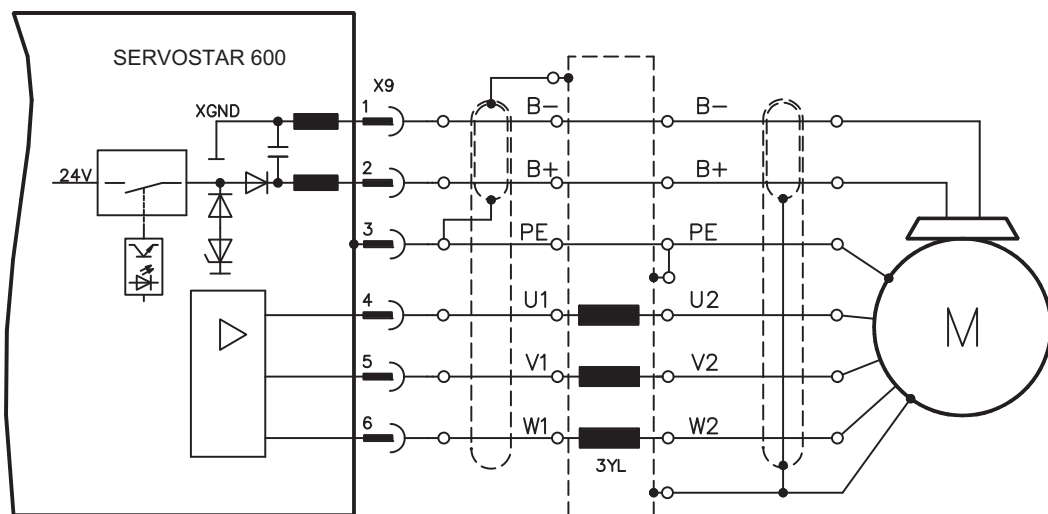 SERVOSTAR 600
X9
XGND
1 B− B−
24V
2 B+ B+
3 PE PE
4 U1 U2
M
5 V1 V2
6 W1 W2
3YL